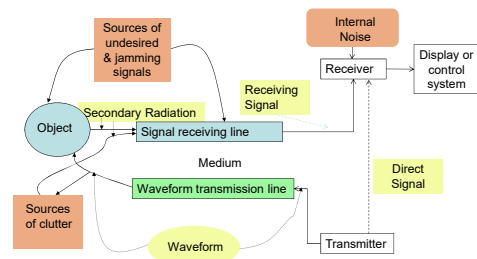 Sources of
undesired
& jamming
signals
Internal
Noise
Receiver
Display or
control
system
Receiving
Signal
Secondary Radiation
Object
Signal receiving line
Medium
Direct
Signal
Waveform transmission line
Sources
of clutter
Waveform
Transmitter